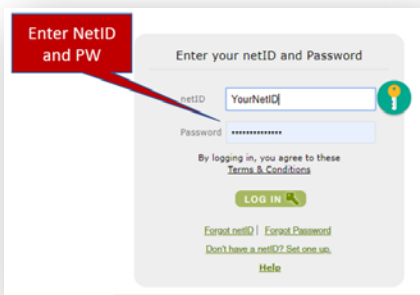 Enter NetID
and PW
Enter your netID and Password
netID YourNetID
Password ••••••••••••••
By logging in, you agree to these
Terms & Conditions
LOG IN
Forgot netID | Forgot Password
Don't have a netID? Set one up.
Help